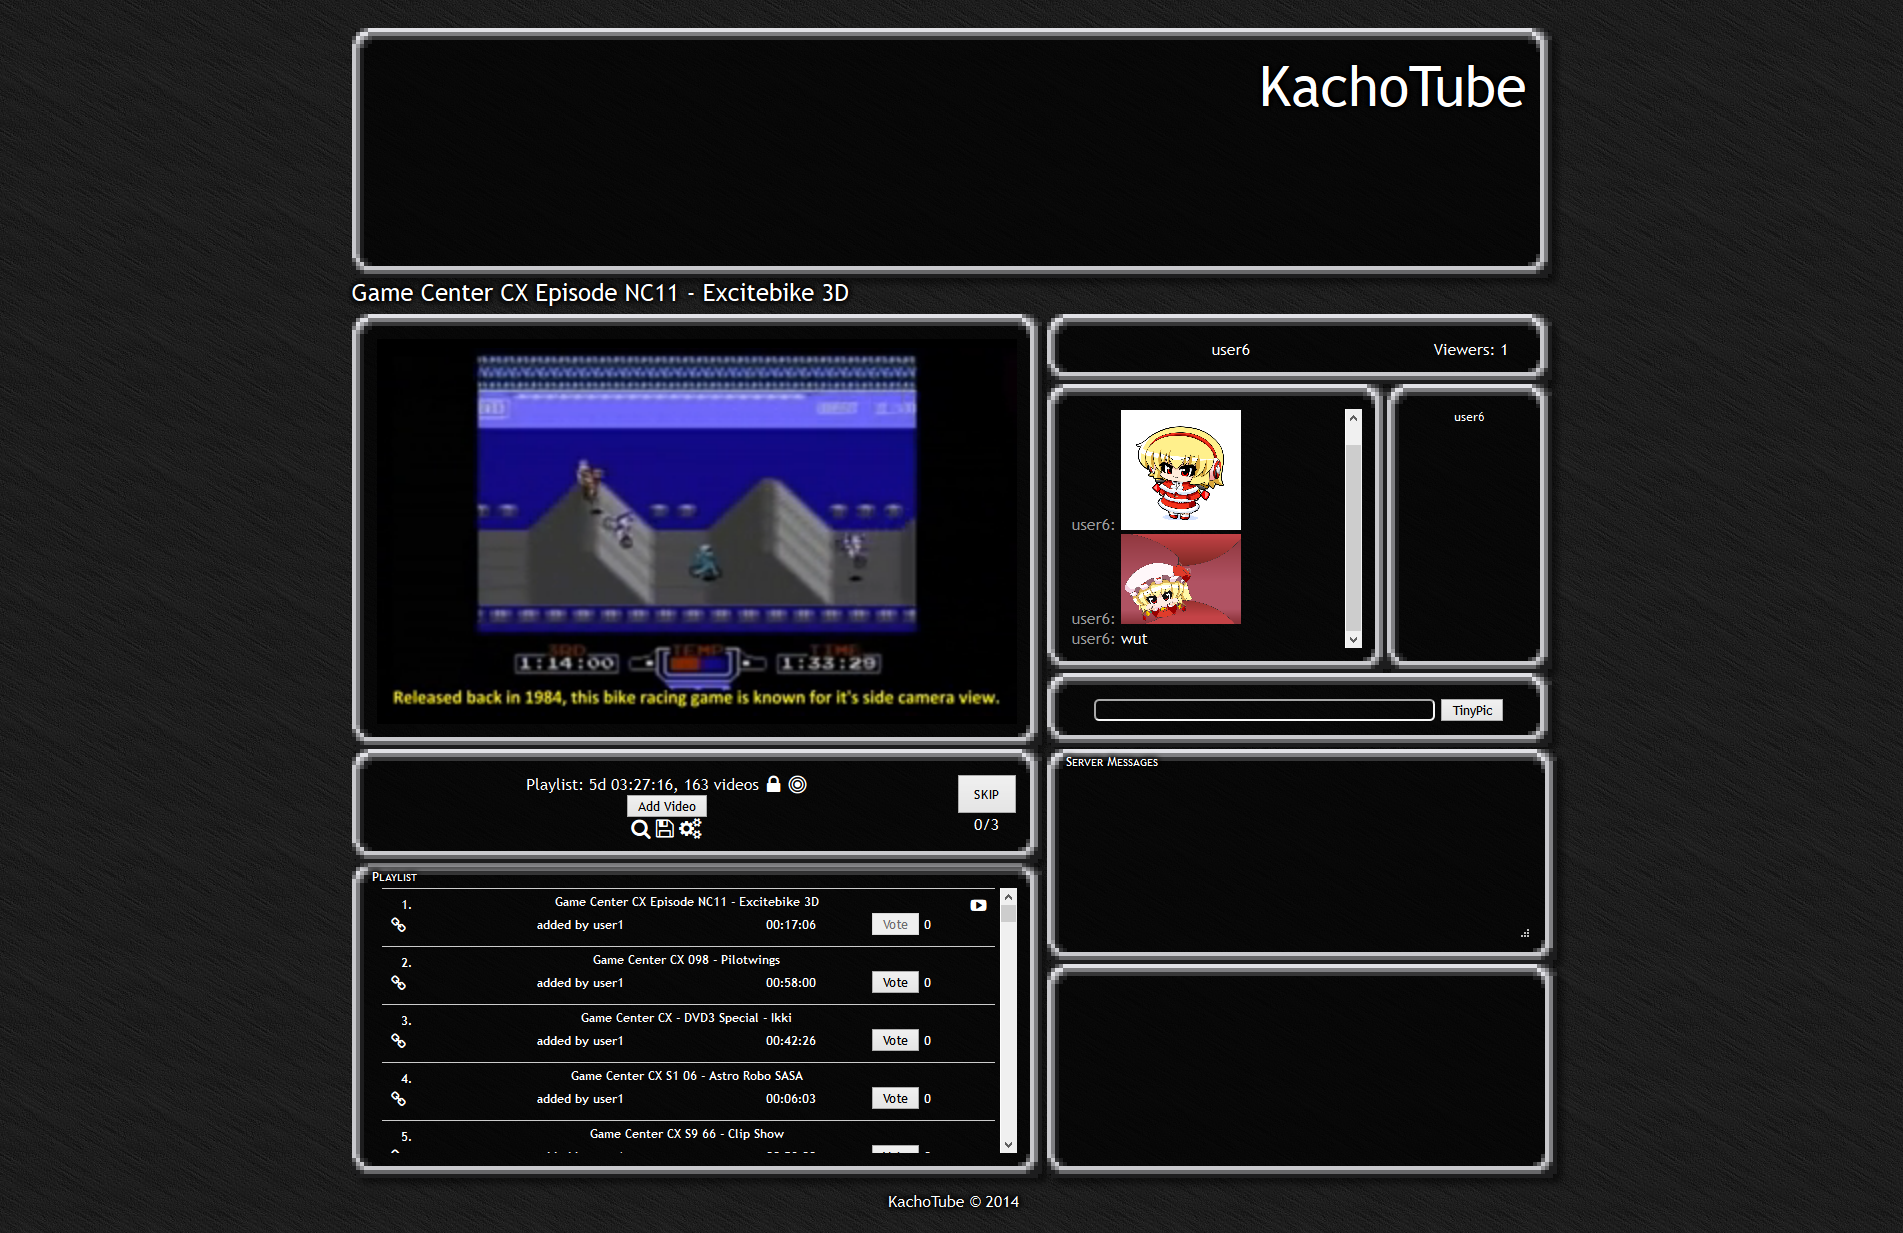 KachoTube
Game Center CX Episode NC11 - Excitebike 3D
3RD
TEMP
TIME
1:14:00
1:33:29
Released back in 1984, this bike racing game is known for it's side camera view.
user6
Viewers: 1
user6:
user6:
user6: wut
user6
TinyPic
Playlist: 5d 03:27:16, 163 videos
Add Video
SKIP
0/3
Server Messages
Playlist
1.
Game Center CX Episode NC11 - Excitebike 3D
added by user1 00:17:06 Vote 0
2.
Game Center CX 098 - Pilotwings
added by user1 00:58:00 Vote 0
3.
Game Center CX - DVD3 Special - Ikki
added by user1 00:42:26 Vote 0
4.
Game Center CX S1 06 - Astro Robo SASA
added by user1 00:06:03 Vote 0
5.
Game Center CX S9 66 - Clip Show
KachoTube © 2014